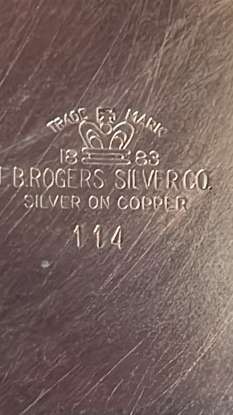 TRADE MARK
18 83
F.B.ROGERS SILVER CO.
SILVER ON COPPER
114